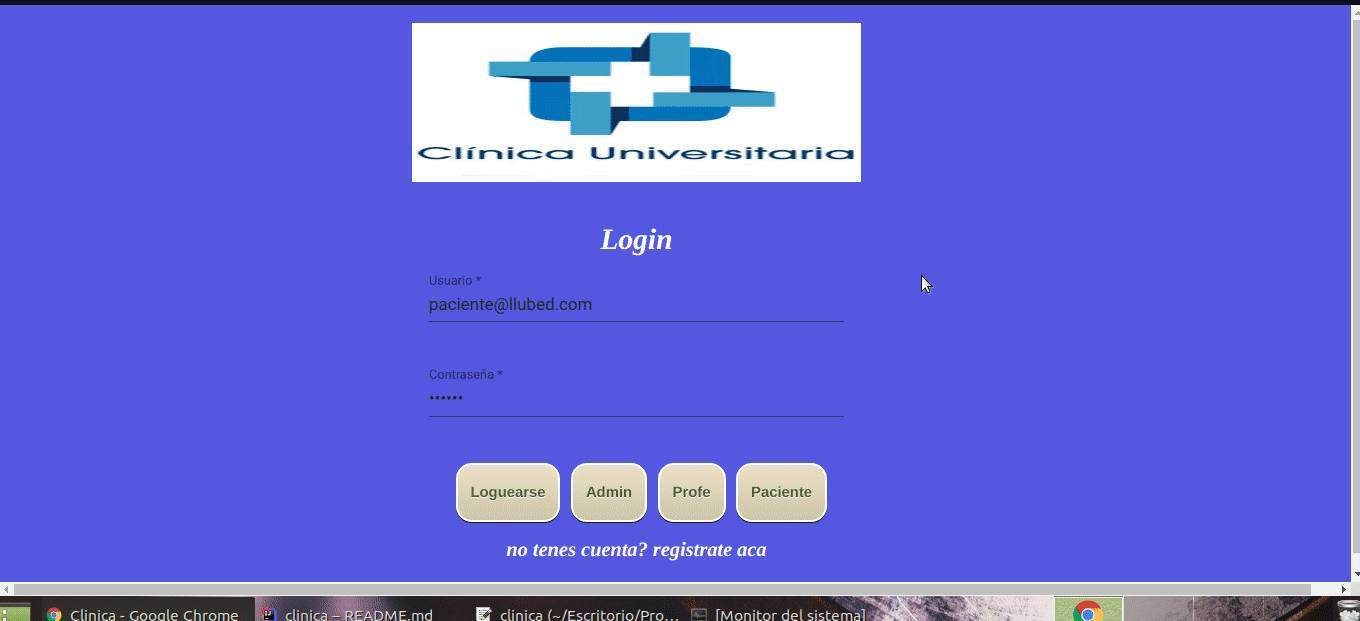 Clínica Universitaria
Login
Usuario *
paciente@llubed.com
Contraseña *
••••••
Loguearse Admin Profe Paciente
no tenes cuenta? registrate aca
Clinica - Google Chrome clinica – README.md clinica (~/Escritorio/Pro... [Monitor del sistema]